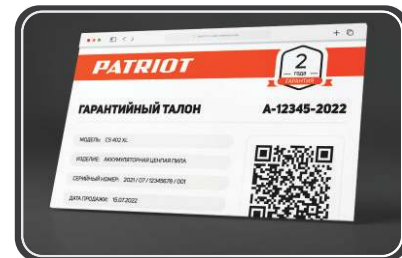 PATRIOT
2
ГОДА
ГАРАНТИЯ
ГАРАНТИЙНЫЙ ТАЛОН
A-12345-2022
МОДЕЛЬ: CS 402 XL
ИЗДЕЛИЕ: АККУМУЛЯТОРНАЯ ЦЕПНАЯ ПИЛА
СЕРИЙНЫЙ НОМЕР: 2021 / 07 / 12345678 / 001
ДАТА ПРОДАЖИ: 15.07.2022